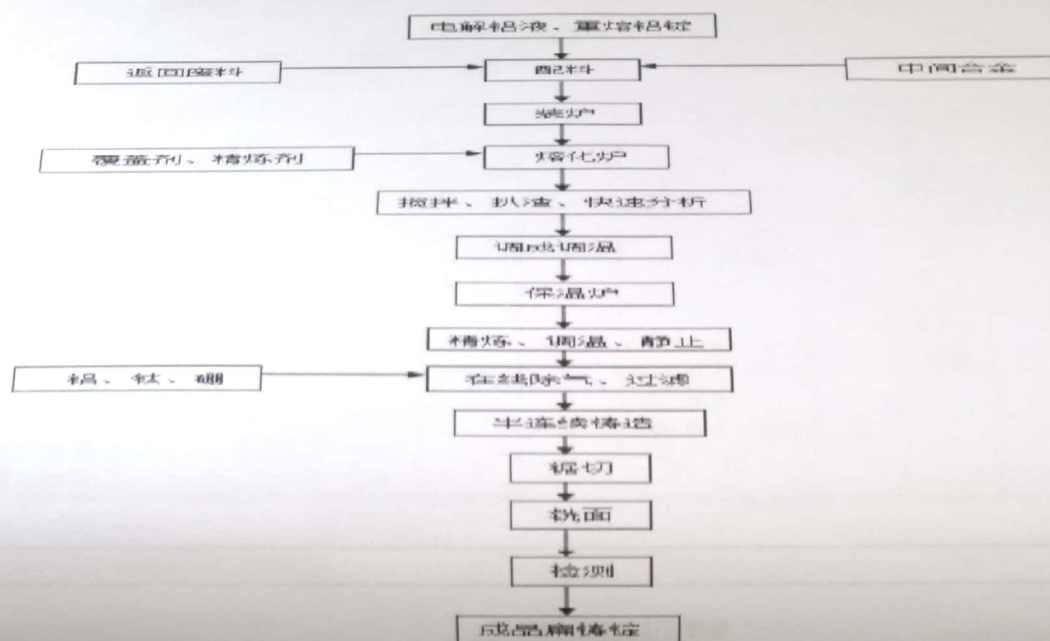 电解铝液、重熔铝锭
返回废料
配料
中间合金
装炉
覆盖剂、精炼剂
熔化炉
搅拌、扒渣、快速分析
调成调温
保温炉
精炼、调温、静止
铝、钛、硼
在线除气、过滤
半连续铸造
锯切
铣面
检测
成品扁铸锭